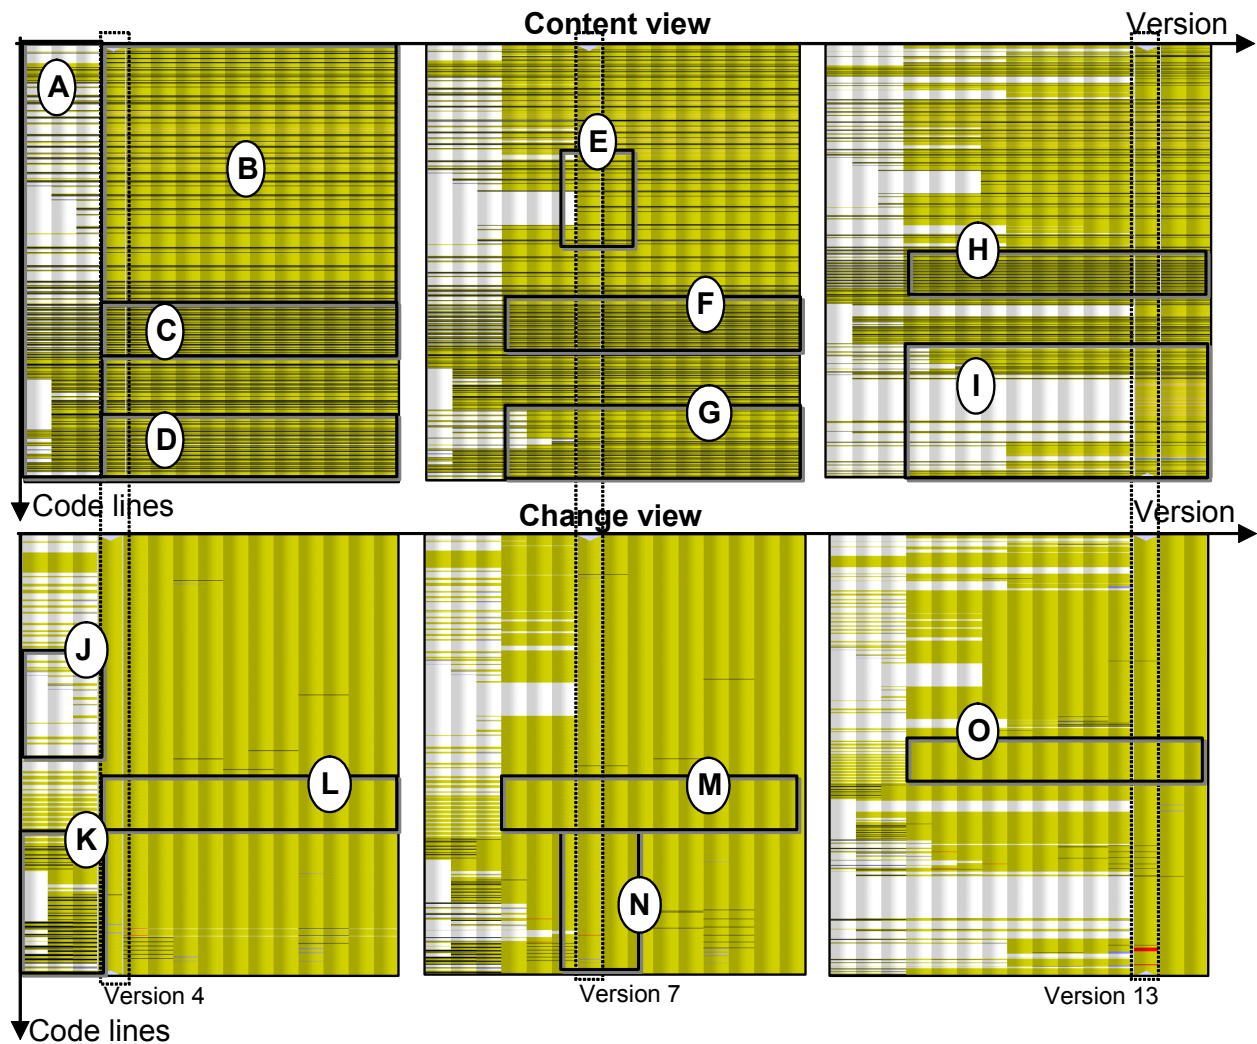 Content view
Version
A
B
E
C
D
F
G
H
I
Code lines
Change view
Version
J
K
L
M
N
O
Version 4
Version 7
Version 13
Code lines